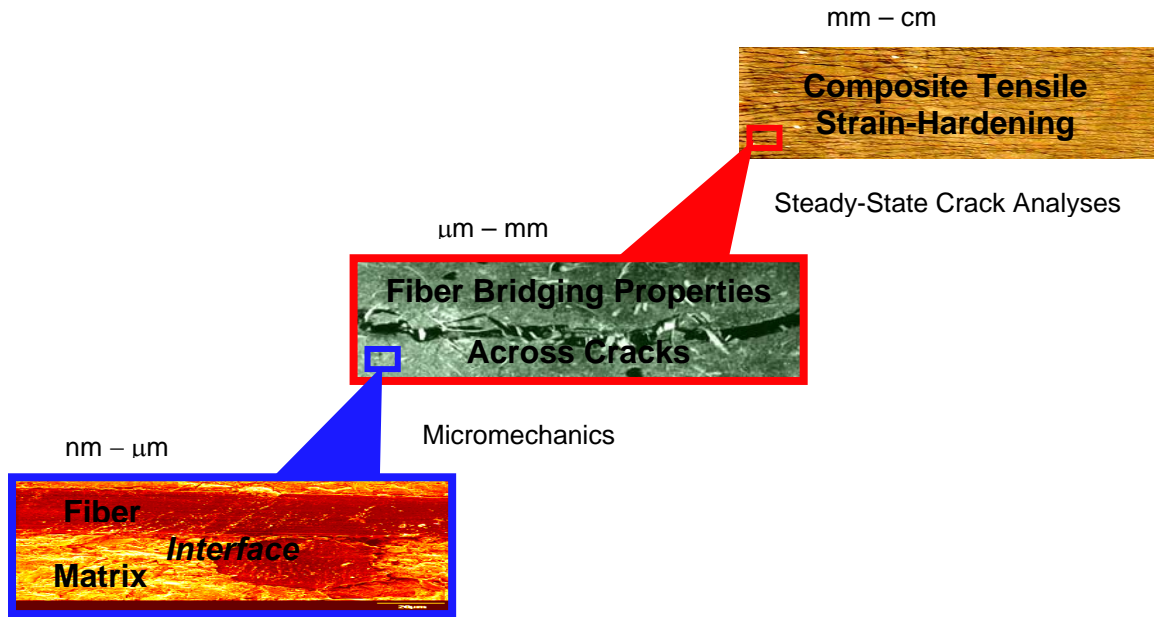 mm – cm
Composite Tensile
Strain-Hardening
Steady-State Crack Analyses
μm – mm
Fiber Bridging Properties
Across Cracks
Micromechanics
nm – μm
Fiber
Interface
Matrix
20μm